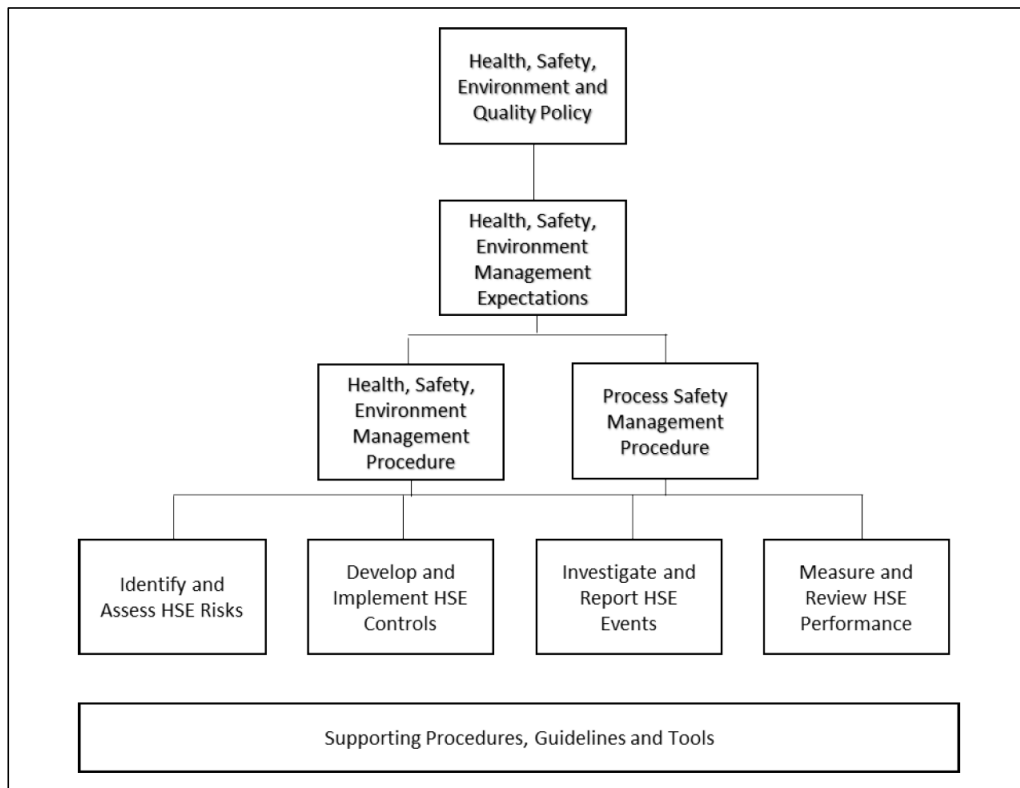 Health, Safety,
Environment and
Quality Policy
Health, Safety,
Environment
Management
Expectations
Health, Safety,
Environment
Management
Procedure
Process Safety
Management
Procedure
Identify and
Assess HSE Risks
Develop and
Implement HSE
Controls
Investigate and
Report HSE
Events
Measure and
Review HSE
Performance
Supporting Procedures, Guidelines and Tools